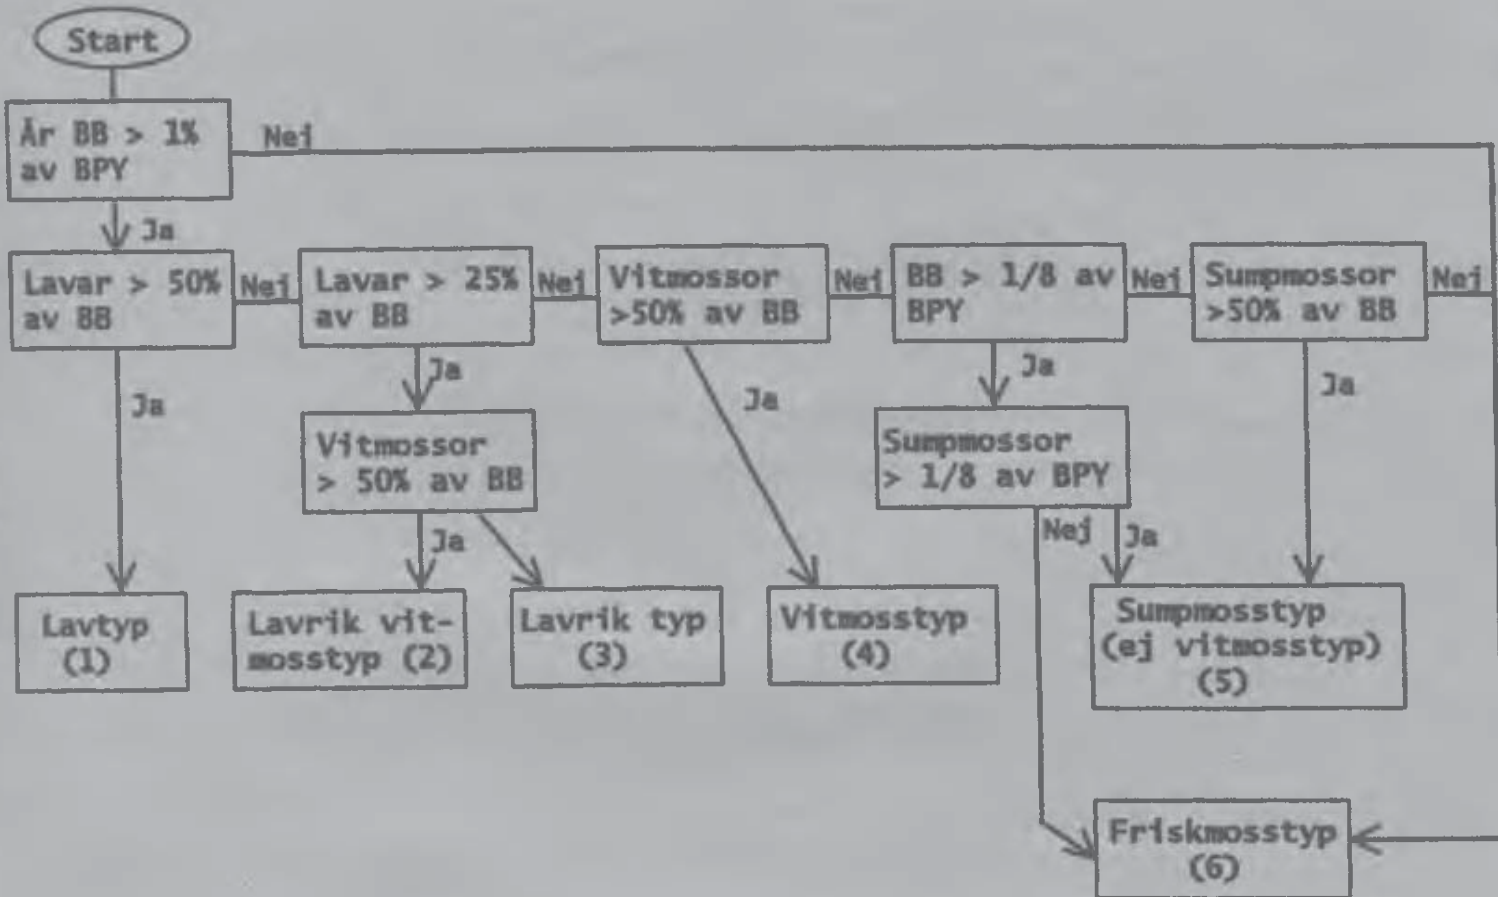 Start
Är BB > 1%
av BPY
Nej
Ja
Lavar > 50%
av BB
Nej
Lavar > 25%
av BB
Nej
Vitmossor
>50% av BB
Nej
BB > 1/8 av
BPY
Nej
Sumpmossor
>50% av BB
Nej
Ja
Ja
Ja
Ja
Ja
Vitmossor
> 50% av BB
Sumpmossor
> 1/8 av BPY
Ja
Nej
Ja
Lavtyp
(1)
Lavrik vit-
mosstyp (2)
Lavrik typ
(3)
Vitmosstyp
(4)
Sumpmosstyp
(ej vitmosstyp)
(5)
Friskmosstyp
(6)